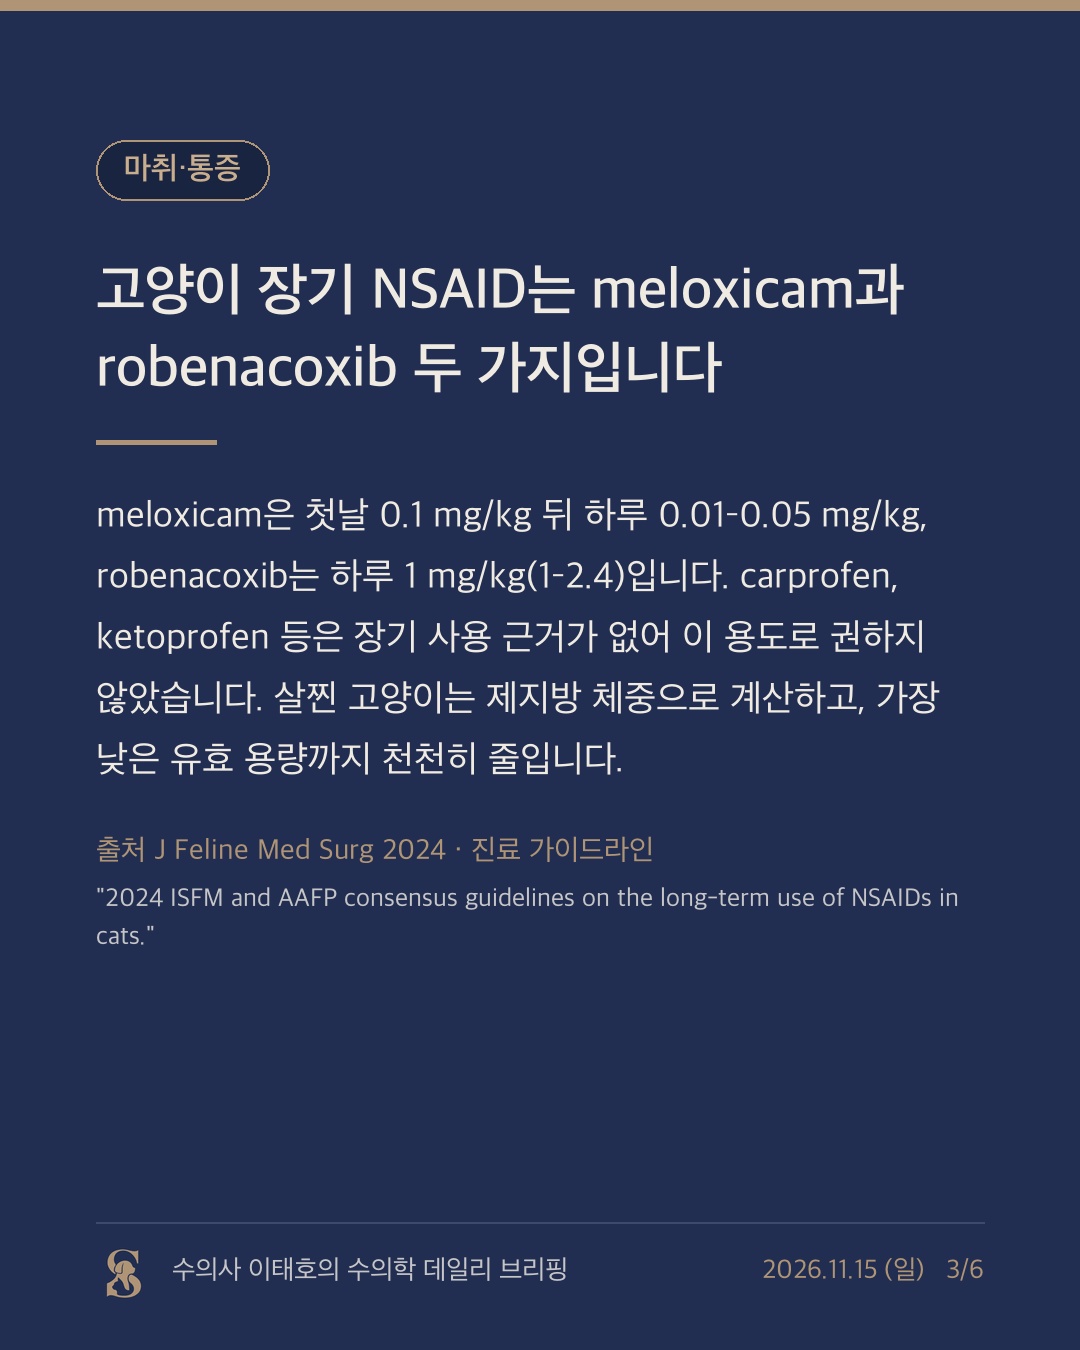 마취·통증
고양이 장기 NSAID는 meloxicam과
robenacoxib 두 가지입니다
meloxicam은 첫날 0.1 mg/kg 뒤 하루 0.01-0.05 mg/kg,
robenacoxib는 하루 1 mg/kg(1-2.4)입니다. carprofen,
ketoprofen 등은 장기 사용 근거가 없어 이 용도로 권하지
않았습니다. 살찐 고양이는 제지방 체중으로 계산하고, 가장
낮은 유효 용량까지 천천히 줄입니다.
출처 J Feline Med Surg 2024 · 진료 가이드라인
"2024 ISFM and AAFP consensus guidelines on the long-term use of NSAIDs in
cats."
수의사 이태호의 수의학 데일리 브리핑
2026.11.15 (일) 3/6